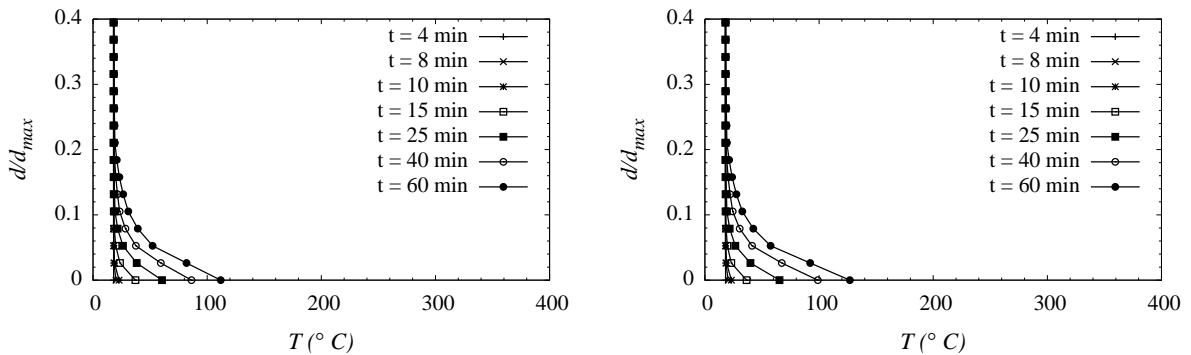 0.4
0.3
0.2
0.1
0
d/d_max
0 100 200 300 400
T (° C)
t = 4 min
t = 8 min
t = 10 min
t = 15 min
t = 25 min
t = 40 min
t = 60 min
0.4
0.3
0.2
0.1
0
d/d_max
0 100 200 300 400
T (° C)
t = 4 min
t = 8 min
t = 10 min
t = 15 min
t = 25 min
t = 40 min
t = 60 min